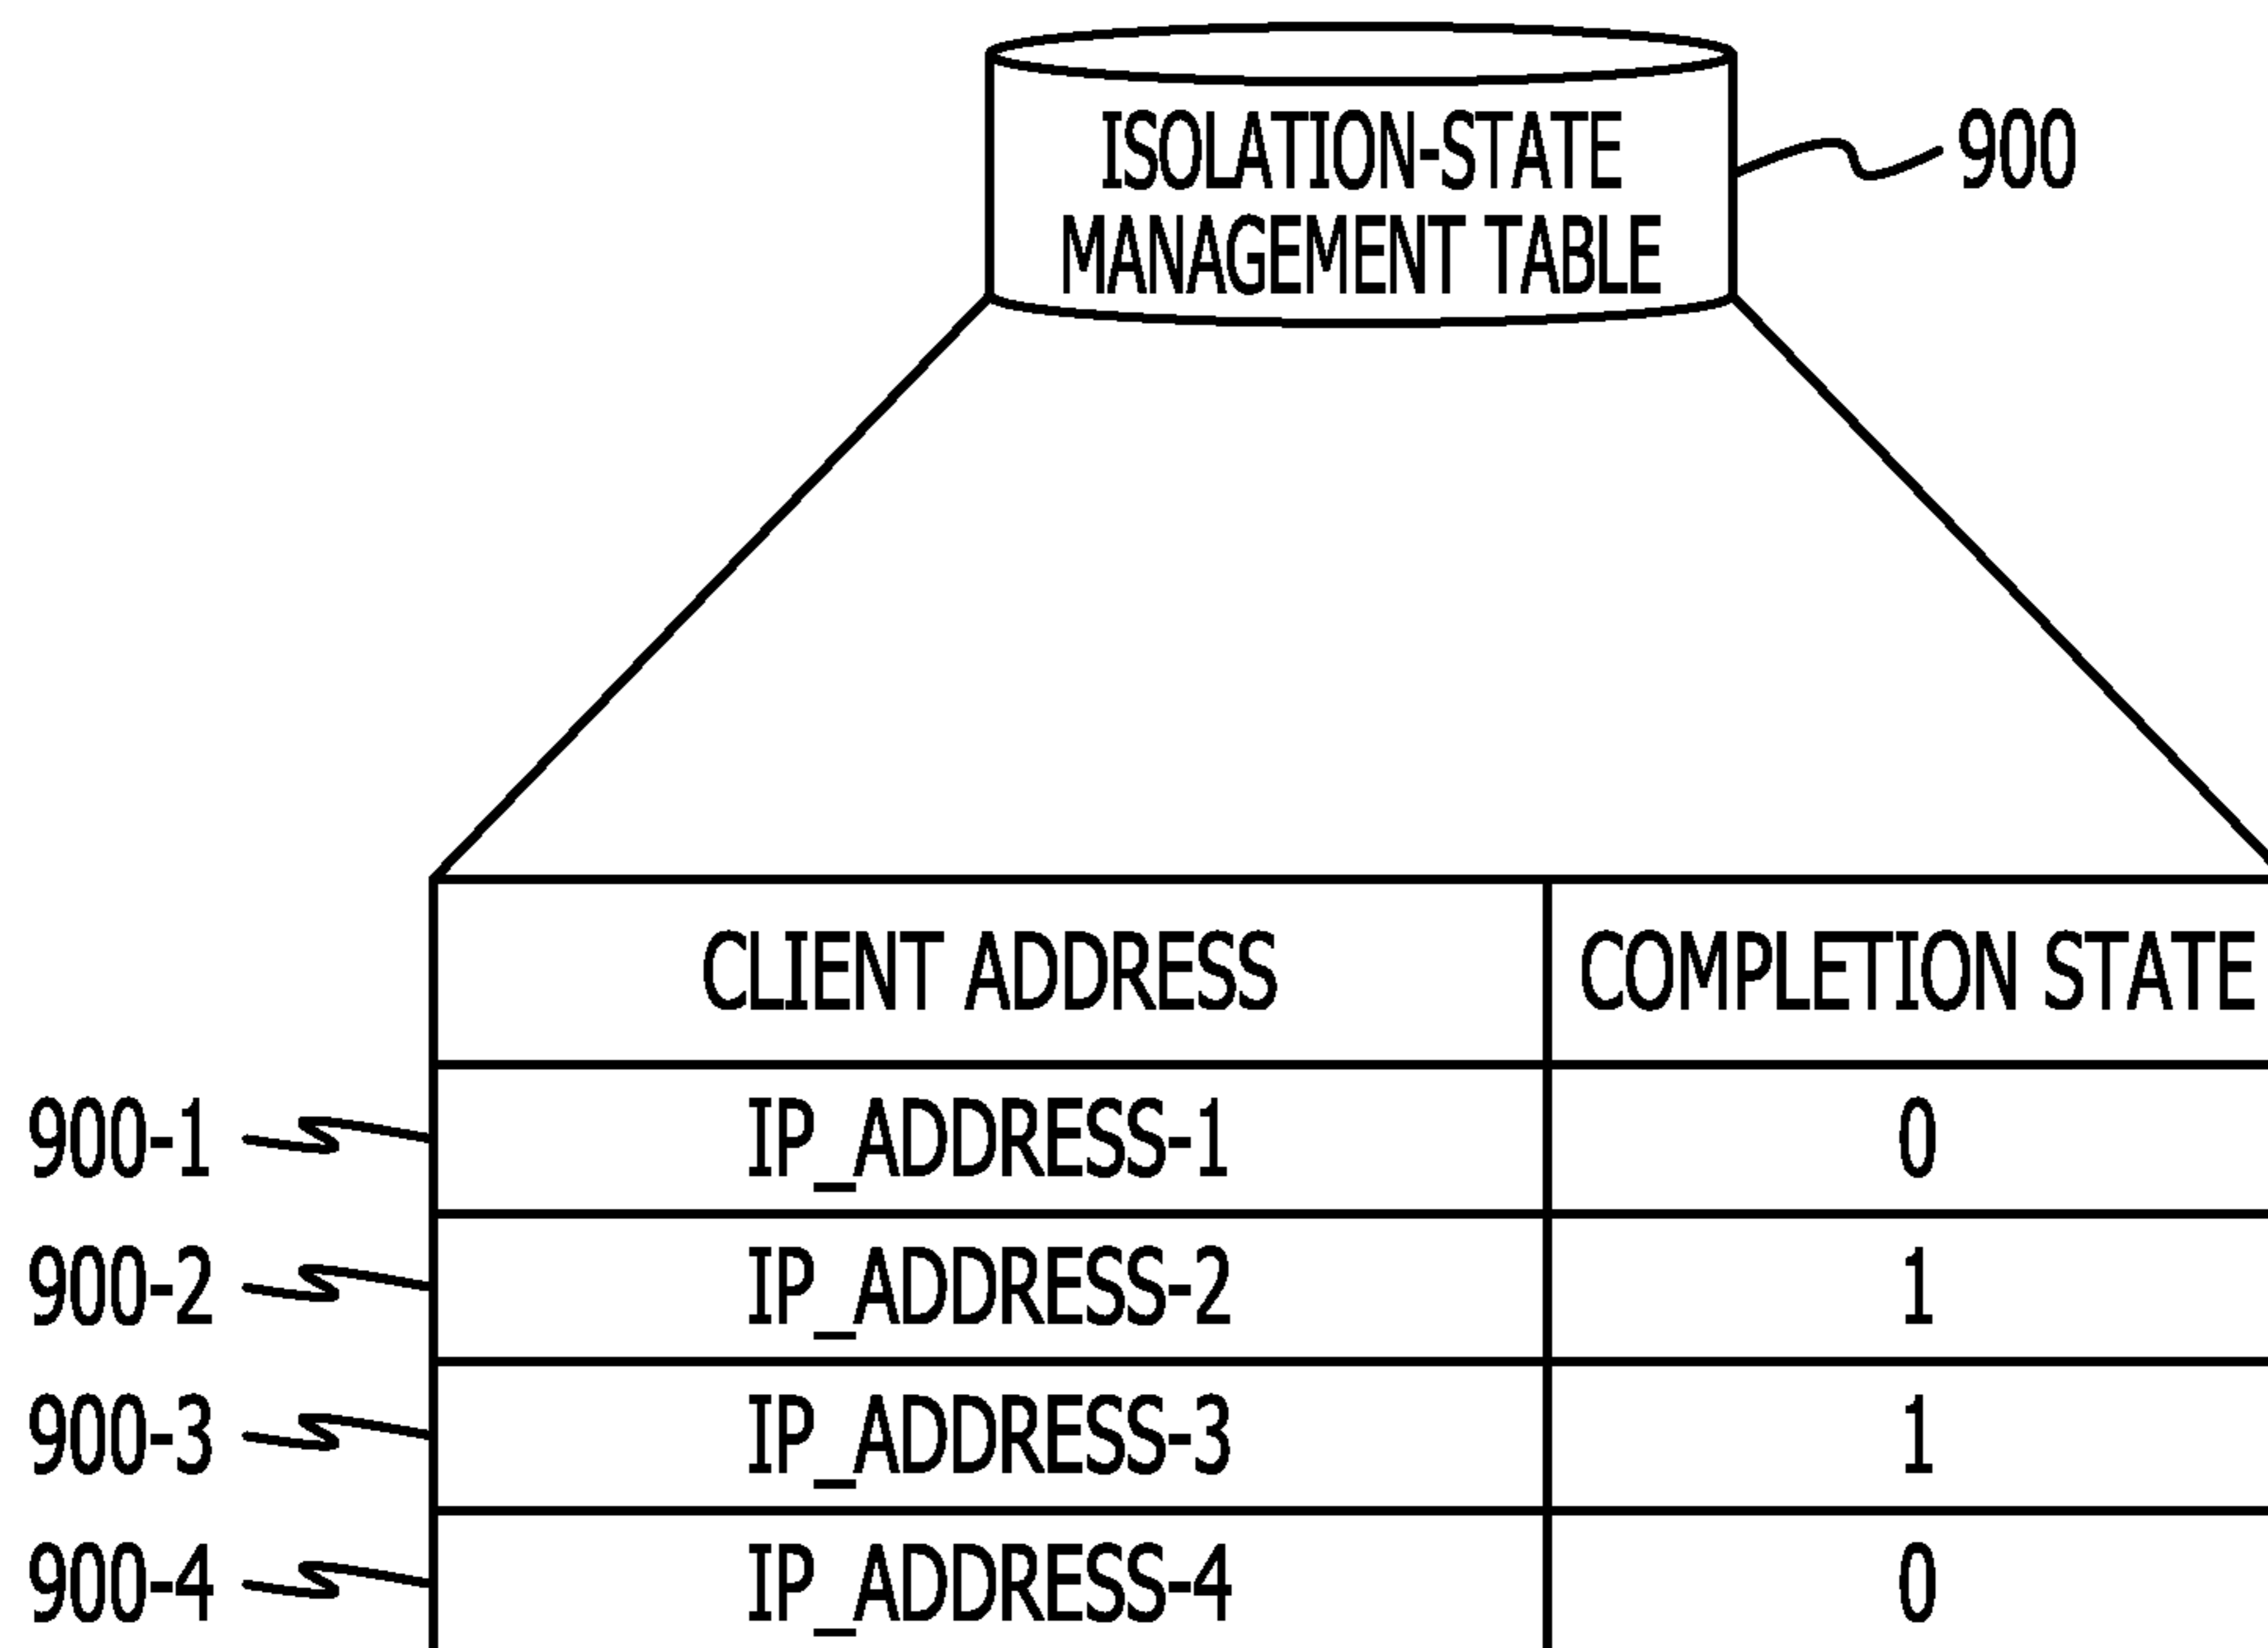 ISOLATION-STATE
MANAGEMENT TABLE
900
CLIENT ADDRESS COMPLETION STATE
900-1 IP_ADDRESS-1 0
900-2 IP_ADDRESS-2 1
900-3 IP_ADDRESS-3 1
900-4 IP_ADDRESS-4 0